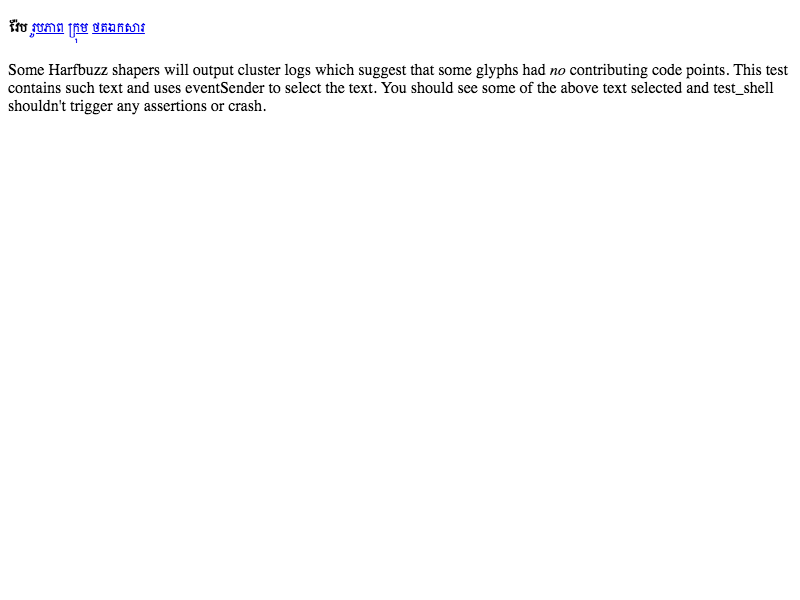 វ៉ែប រូបភាព ក្រុម ថតឯកសារ
Some Harfbuzz shapers will output cluster logs which suggest that some glyphs had no contributing code points. This test
contains such text and uses eventSender to select the text. You should see some of the above text selected and test_shell
shouldn't trigger any assertions or crash.